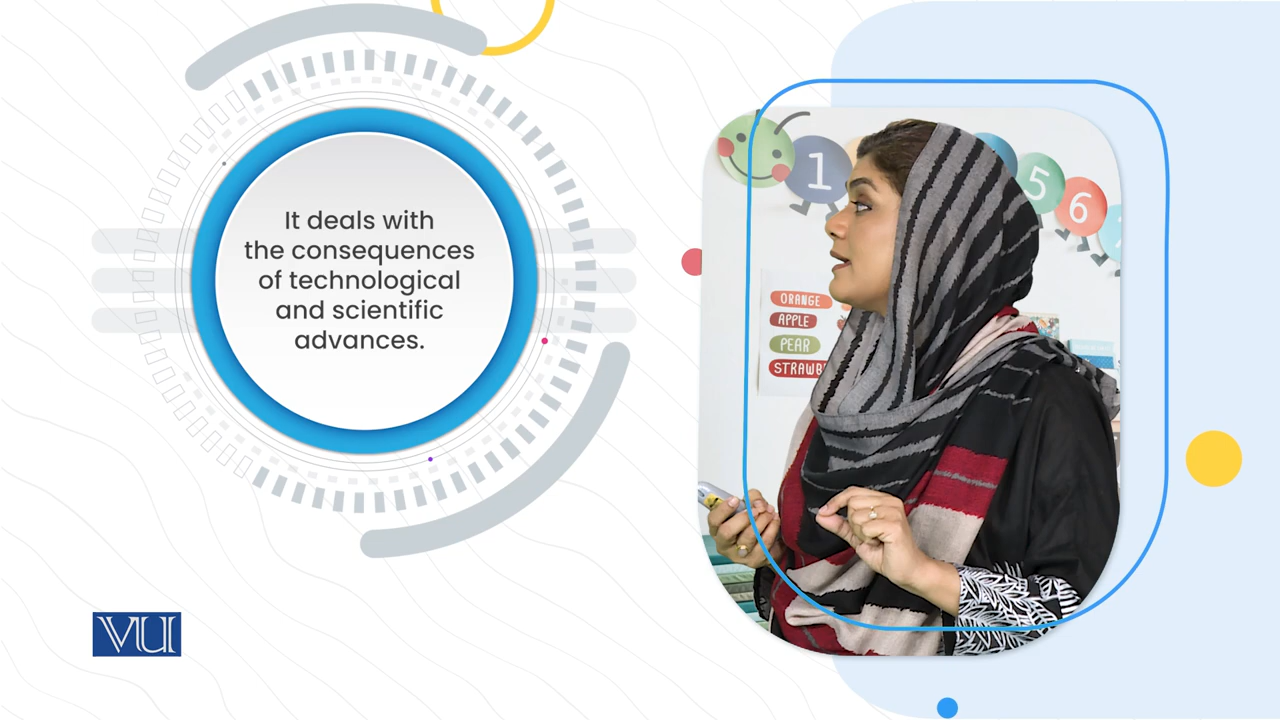 It deals with
the consequences
of technological
and scientific
advances.
1
5
6
ORANGE
APPLE
PEAR
VU